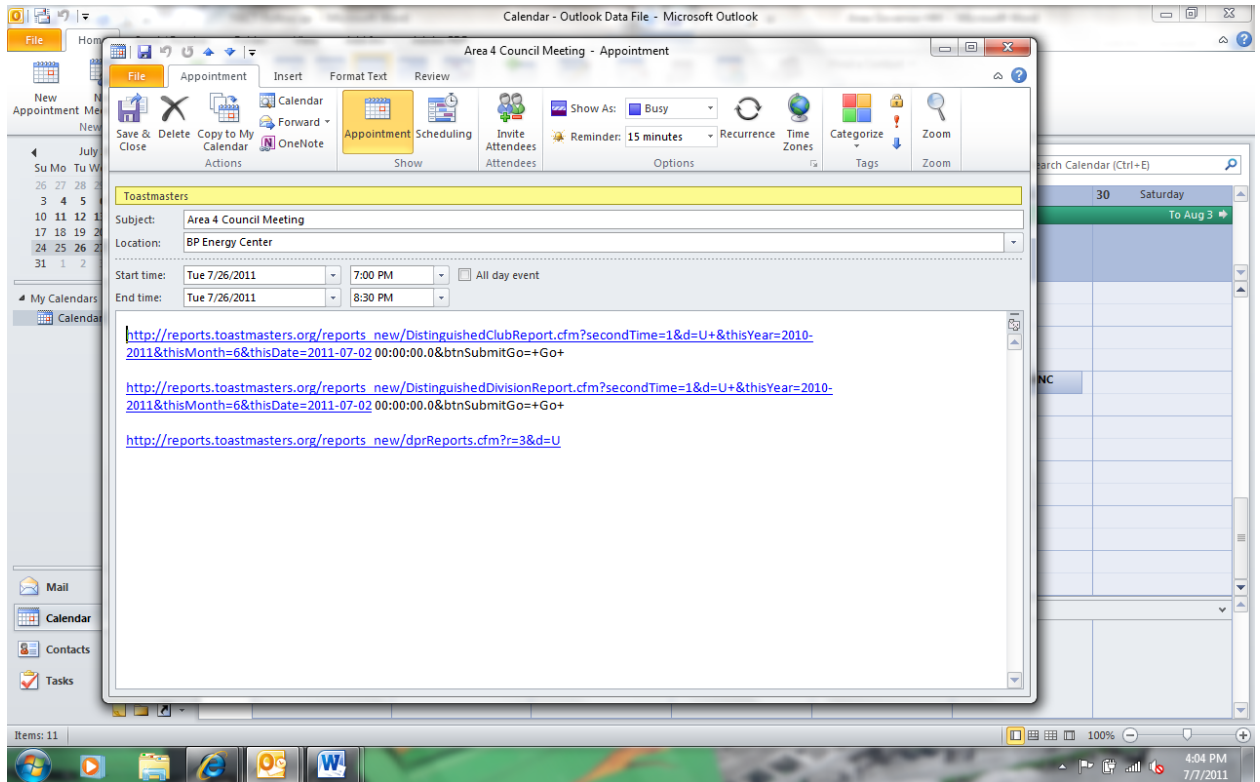 Calendar - Outlook Data File - Microsoft Outlook
File Hom
New Appointment
New
July
Su Mo Tu
26 27 28
3 4 5
10 11 12
17 18 19
24 25 26
31 1 2
My Calendars
Calendar
Mail
Calendar
Contacts
Tasks
Items: 11
Area 4 Council Meeting - Appointment
File Appointment Insert Format Text Review
Save & Close
Delete
Copy to My Calendar
Calendar
Forward
OneNote
Actions
Appointment
Scheduling
Show
Invite Attendees
Attendees
Show As: Busy
Reminder: 15 minutes
Recurrence
Time Zones
Options
Categorize
Tags
Zoom
Zoom
Toastmasters
Subject: Area 4 Council Meeting
Location: BP Energy Center
Start time: Tue 7/26/2011 7:00 PM All day event
End time: Tue 7/26/2011 8:30 PM
http://reports.toastmasters.org/reports_new/DistinguishedClubReport.cfm?secondTime=1&d=U+&thisYear=2010-
2011&thisMonth=6&thisDate=2011-07-02 00:00:00.0&btnSubmitGo=+Go+
http://reports.toastmasters.org/reports_new/DistinguishedDivisionReport.cfm?secondTime=1&d=U+&thisYear=2010-
2011&thisMonth=6&thisDate=2011-07-02 00:00:00.0&btnSubmitGo=+Go+
http://reports.toastmasters.org/reports_new/dprReports.cfm?r=3&d=U
earch Calendar (Ctrl+E)
30 Saturday
To Aug 3
NC
100%
4:04 PM
7/7/2011